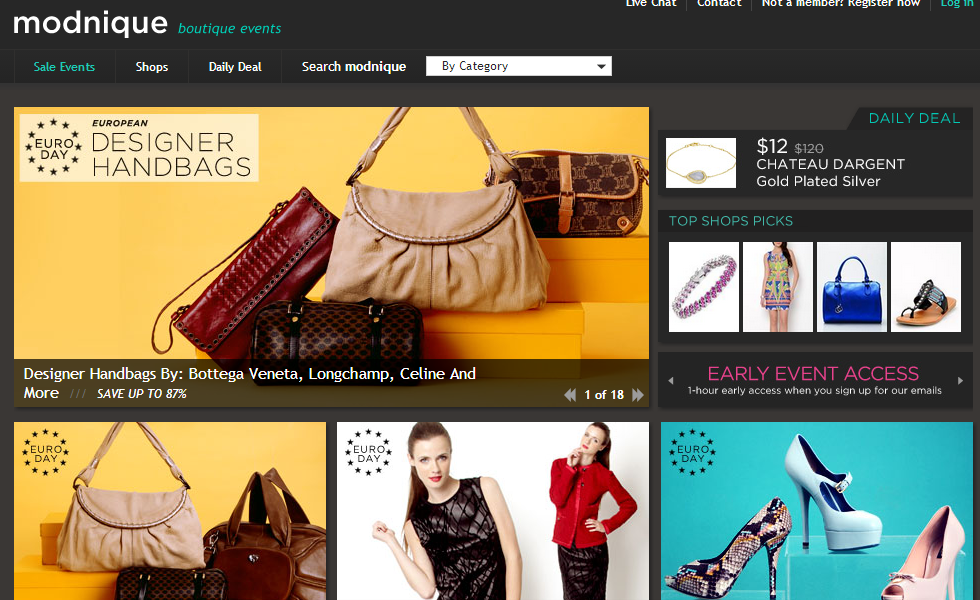 Live Chat Contact Not a member? Register now Log in
modnique boutique events
Sale Events Shops Daily Deal Search modnique By Category
EURO DAY
EUROPEAN
DESIGNER
HANDBAGS
Designer Handbags By: Bottega Veneta, Longchamp, Celine And
More /// SAVE UP TO 87%
1 of 18
DAILY DEAL
$12 $120
CHATEAU DARGENT
Gold Plated Silver
TOP SHOPS PICKS
EARLY EVENT ACCESS
1-hour early access when you sign up for our emails
EURO
DAY
EURO
DAY
EURO
DAY